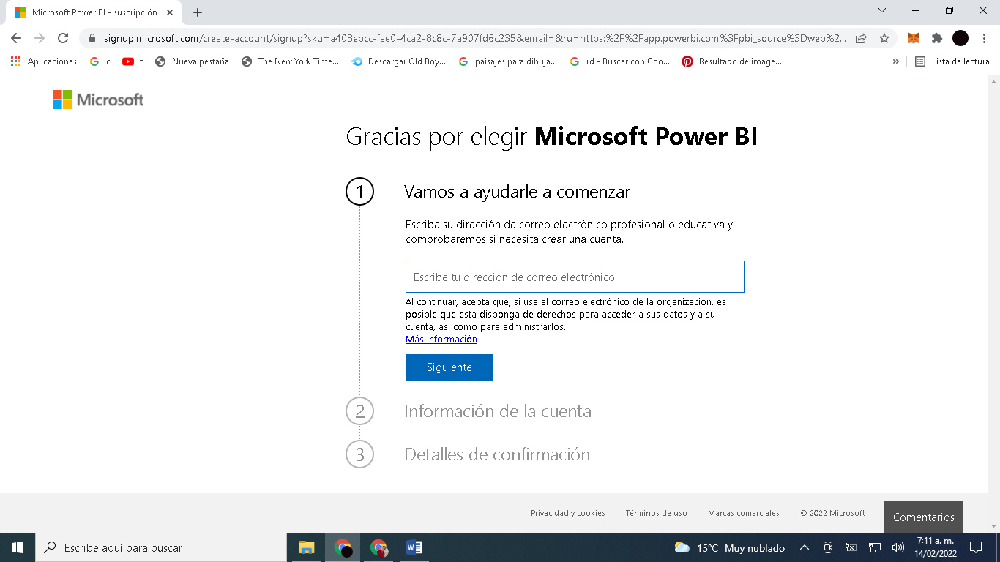 Microsoft Power BI - suscripción
signup.microsoft.com/create-account/signup?sku=a403ebcc-fae0-4ca2-8c8c-7a907fd6c235&email=&ru=https:%2F%2Fapp.powerbi.com%3Fpbi_source%3Dweb%2...
Aplicaciones c t Nueva pestaña The New York Time... Descargar Old Boy... paisajes para dibuja... rd - Buscar con Goo... Resultado de image... » Lista de lectura
Microsoft
Gracias por elegir Microsoft Power BI
1 Vamos a ayudarle a comenzar
Escriba su dirección de correo electrónico profesional o educativa y
comprobaremos si necesita crear una cuenta.
Escribe tu dirección de correo electrónico
Al continuar, acepta que, si usa el correo electrónico de la organización, es
posible que esta disponga de derechos para acceder a sus datos y a su
cuenta, así como para administrarlos.
Más información
Siguiente
2 Información de la cuenta
3 Detalles de confirmación
Privacidad y cookies Términos de uso Marcas comerciales © 2022 Microsoft Comentarios
Escribe aquí para buscar 15°C Muy nublado 7:11 a. m.
14/02/2022